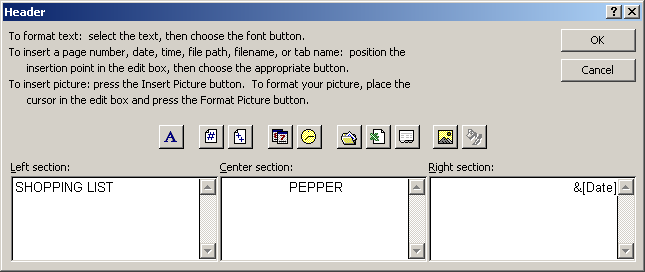 Header
To format text: select the text, then choose the font button.
To insert a page number, date, time, file path, filename, or tab name: position the
insertion point in the edit box, then choose the appropriate button.
To insert picture: press the Insert Picture button. To format your picture, place the
cursor in the edit box and press the Format Picture button.
OK
Cancel
A
Left section:
Center section:
Right section:
SHOPPING LIST
PEPPER
&[Date]